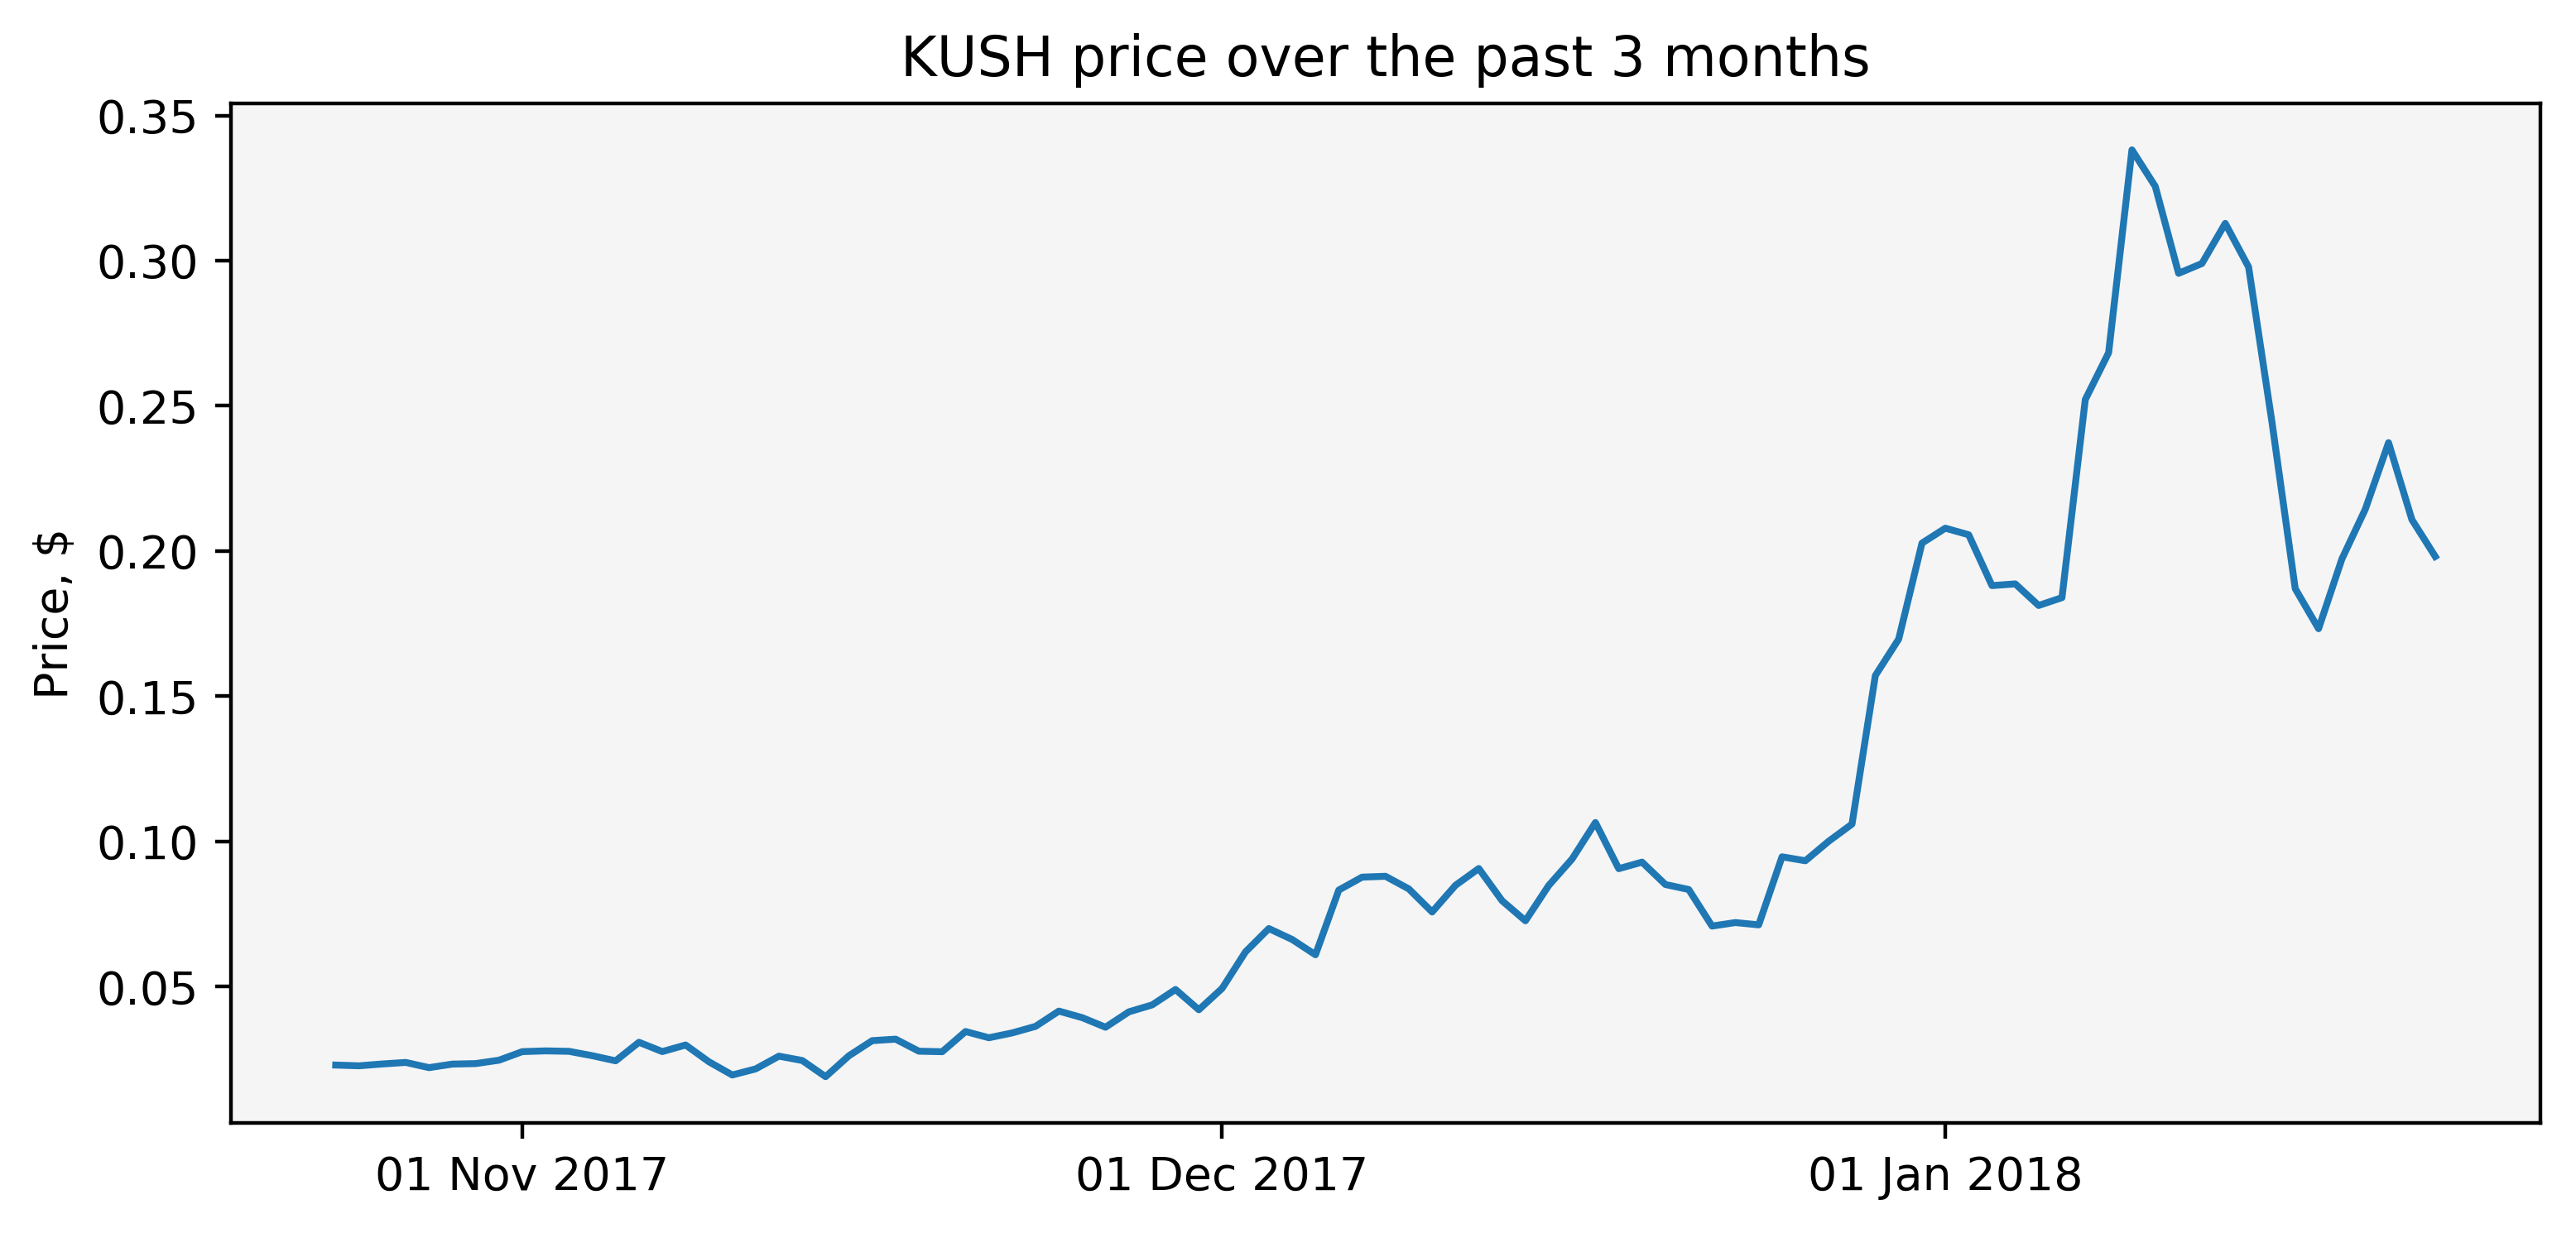 KUSH price over the past 3 months
0.35
0.30
0.25
0.20
0.15
0.10
0.05
Price, $
01 Nov 2017
01 Dec 2017
01 Jan 2018